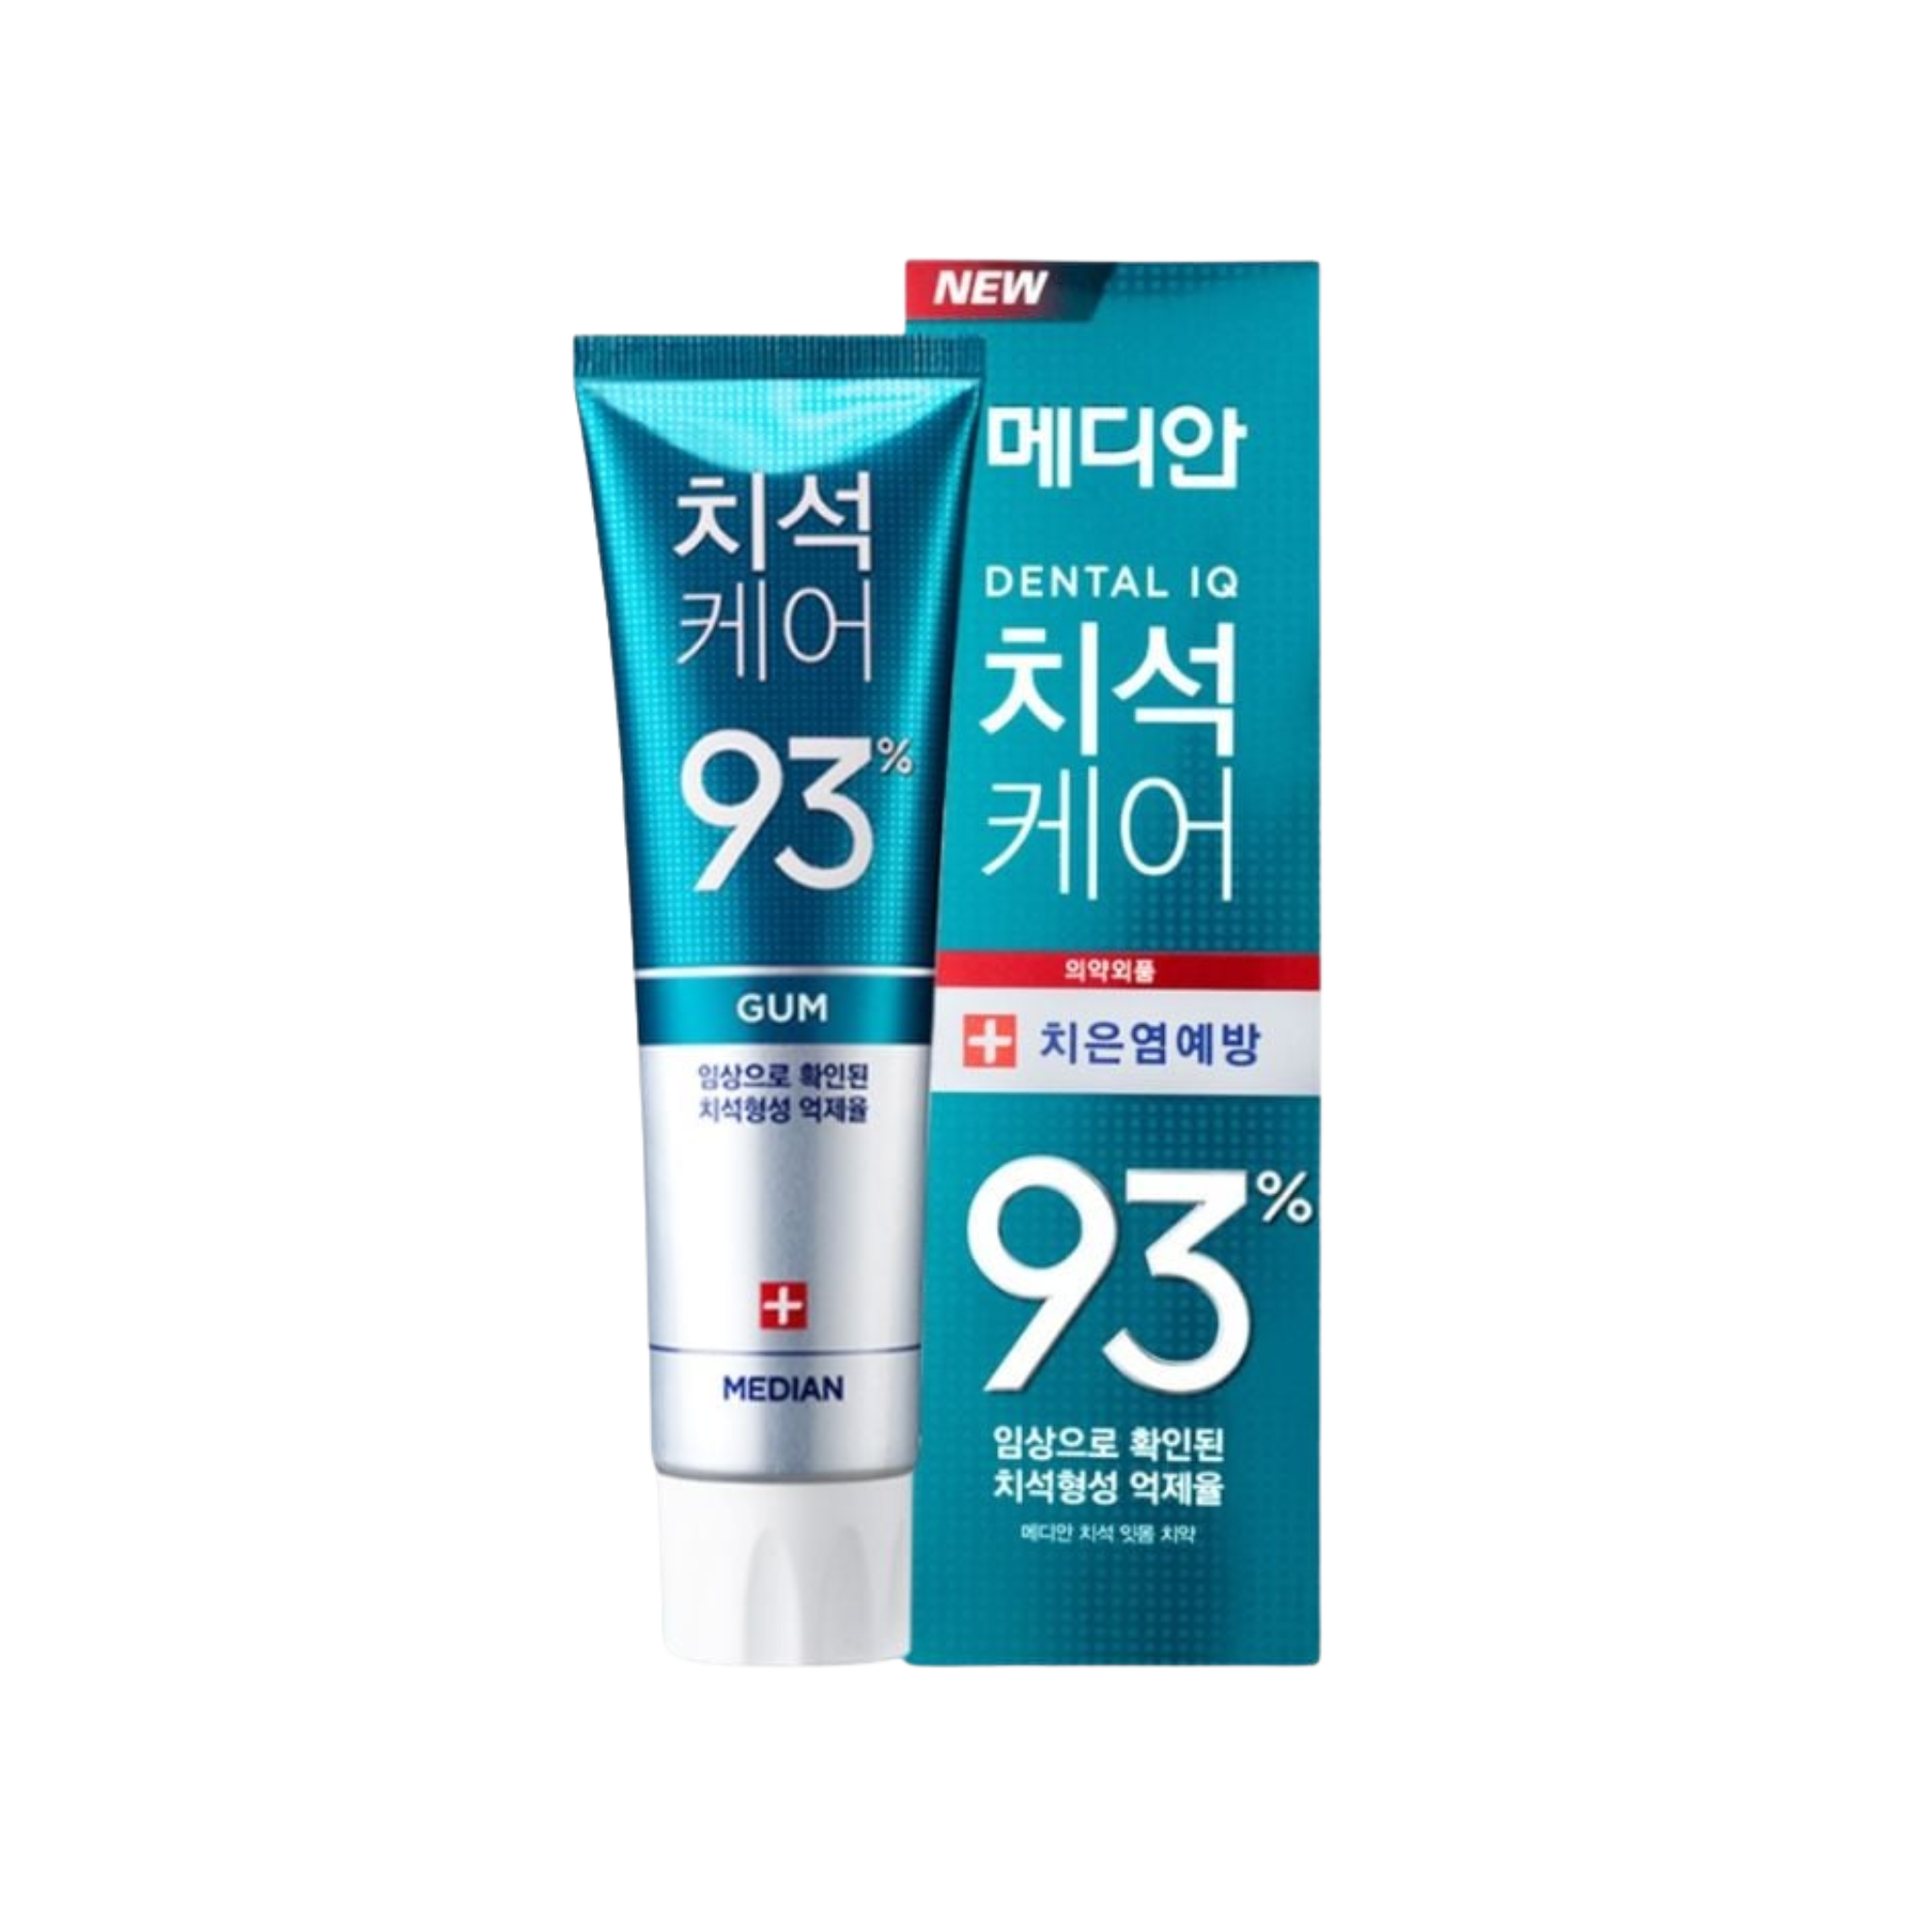 치석
케어
93%
GUM
임상으로 확인된
치석형성 억제율
MEDIAN
NEW
메디안
DENTAL IQ
치석
케어
의약외품
치은염예방
93%
임상으로 확인된
치석형성 억제율
메디안 치석 잇몸 치약